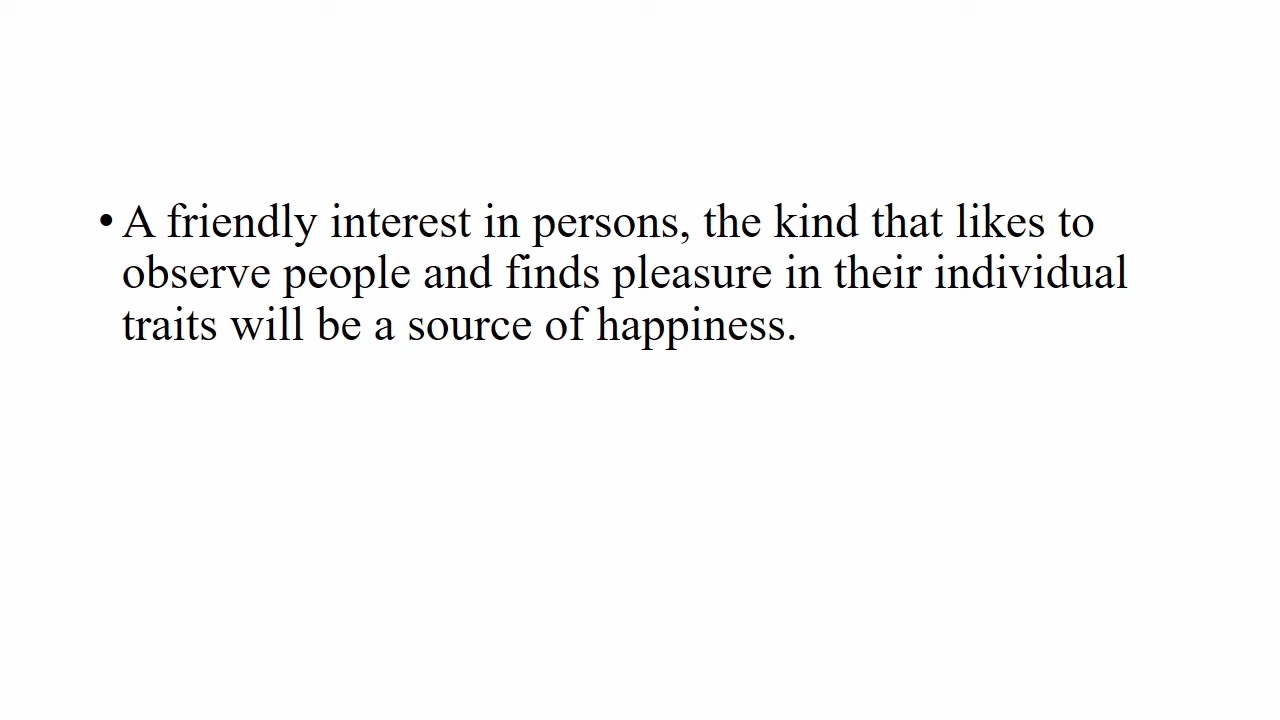 • A friendly interest in persons, the kind that likes to
observe people and finds pleasure in their individual
traits will be a source of happiness.